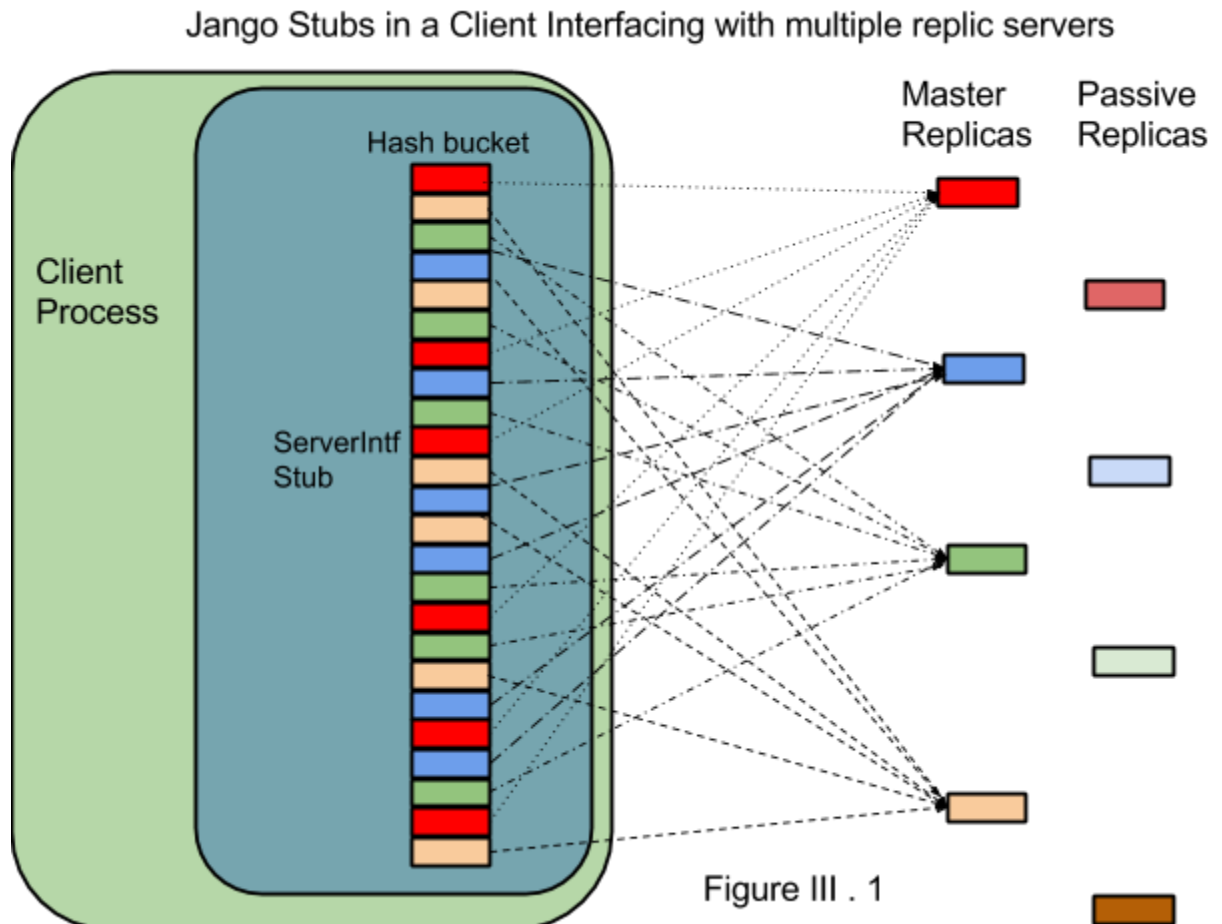 Jango Stubs in a Client Interfacing with multiple replic servers
Master
Replicas
Passive
Replicas
Hash bucket
Client
Process
ServerIntf
Stub
Figure III . 1